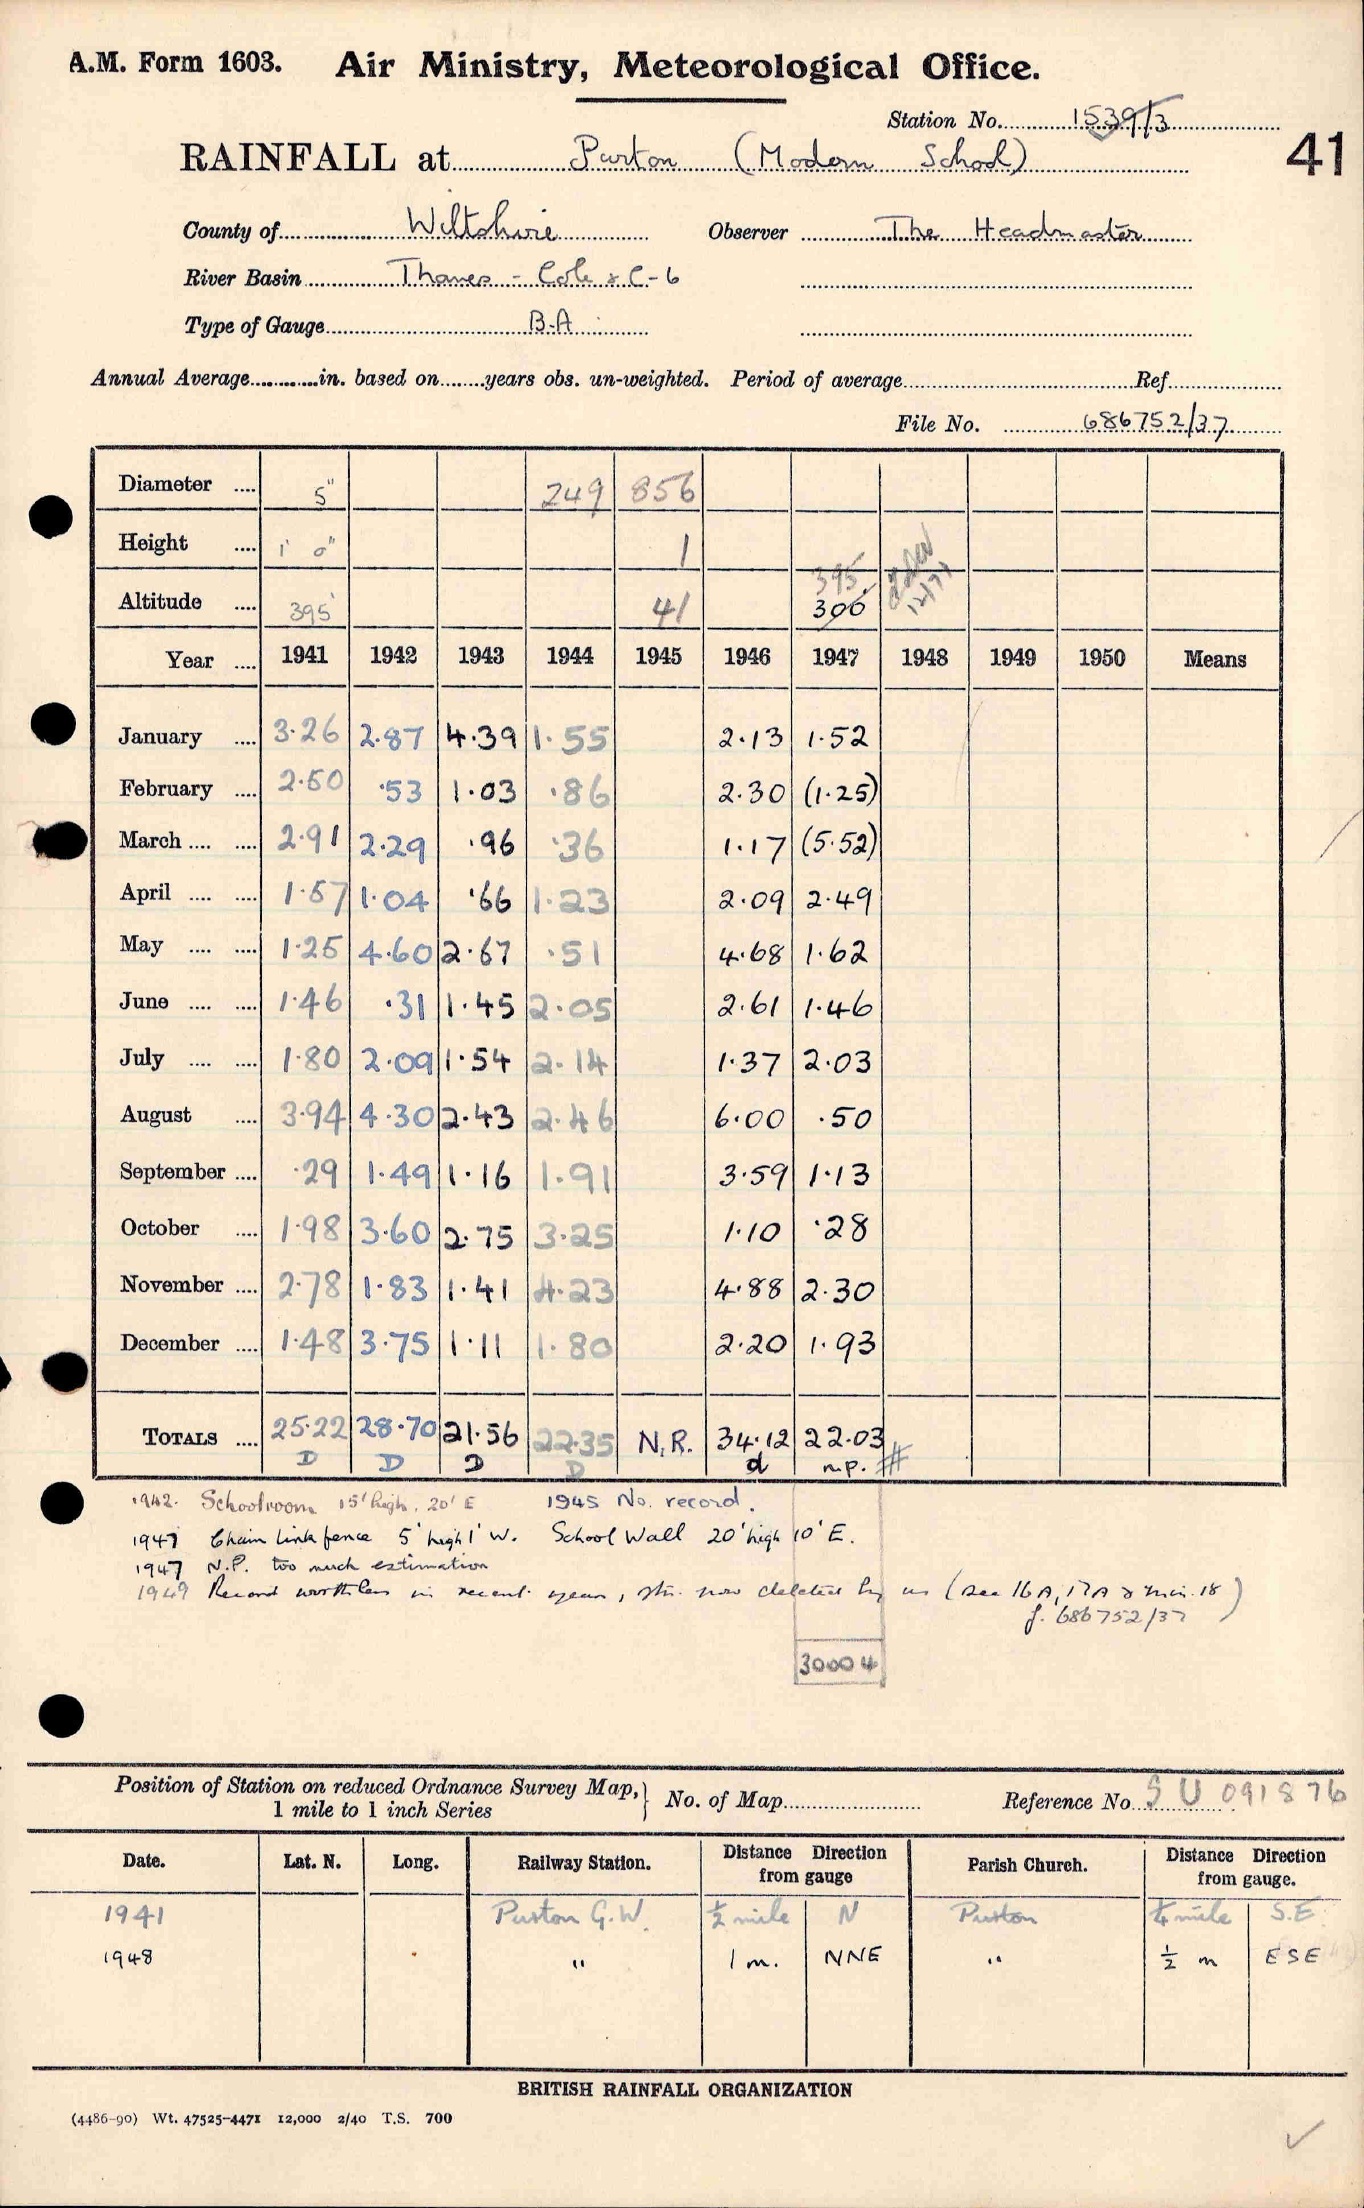 A.M. Form 1603. Air Ministry, Meteorological Office.
Station No. 1539/3
41
RAINFALL at Purton (Modern School)
County of Wiltshire Observer The Headmaster
River Basin Thames - Cole & C-6
Type of Gauge B.A
Annual Average............in. based on........years obs. un-weighted. Period of average Ref
File No. 686752/37
Diameter .... 5" 249 856
Height .... 1' 0" 1
Altitude .... 395' 41 395 300 12/71
Year .... 1941 1942 1943 1944 1945 1946 1947 1948 1949 1950 Means
January .... 3.26 2.87 4.39 1.55 2.13 1.52
February .... 2.50 .53 1.03 .86 2.30 (1.25)
March .... .... 2.91 2.29 .96 .36 1.17 (5.52)
April .... .... 1.57 1.04 .66 1.23 2.09 2.49
May .... .... 1.25 4.60 2.67 .51 4.68 1.62
June .... .... 1.46 .31 1.45 2.05 2.61 1.46
July .... .... 1.80 2.09 1.54 2.14 1.37 2.03
August .... 3.94 4.30 2.43 2.46 6.00 .50
September .... .29 1.49 1.16 1.91 3.59 1.13
October .... 1.98 3.60 2.75 3.25 1.10 .28
November .... 2.78 1.83 1.41 4.23 4.88 2.30
December .... 1.48 3.75 1.11 1.80 2.20 1.93
TOTALS .... 25.22 28.70 21.56 22.35 N.R. 34.12 22.03
D D D D d n.p. #
1942. Schoolroom 15' high. 20' E 1945 No. record.
1947 Chain link fence 5' high 1' W. School Wall 20' high 10' E.
1947 N.P. too much estimation
1949 Record worthless in recent years, stn. now deleted by us (see 16A, 17A & min. 18)
f. 686752/37
30004
Position of Station on reduced Ordnance Survey Map, 1 mile to 1 inch Series } No. of Map Reference No. SU 091876
Date. Lat. N. Long. Railway Station. Distance Direction from gauge Parish Church. Distance Direction from gauge.
1941 Purton G.W. ½ mile N Purton ¼ mile S.E.
1948 " 1 m. NNE " ½ m ESE
BRITISH RAINFALL ORGANIZATION
(4486-90) Wt. 47525-4471 12,000 2/40 T.S. 700